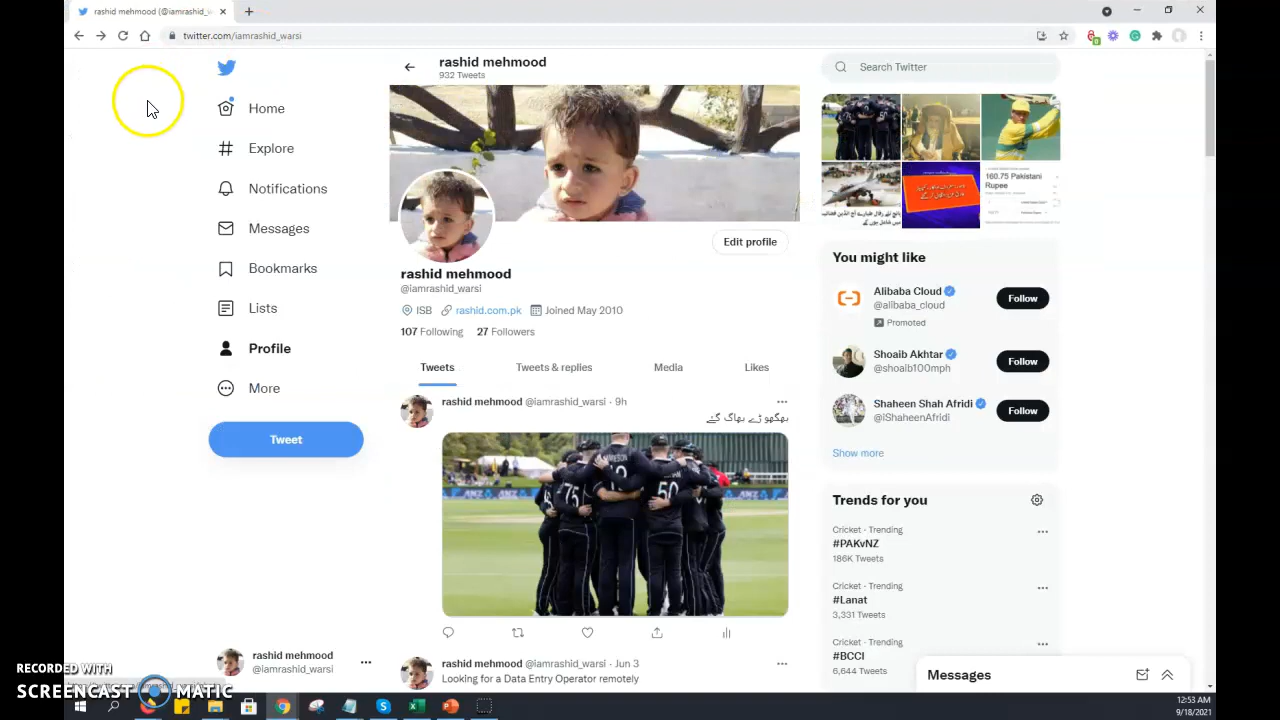 rashid mehmood (@iamrashid_w
twitter.com/iamrashid_warsi
rashid mehmood
932 Tweets
Search Twitter
Home
Explore
Notifications
Messages
Bookmarks
Lists
Profile
More
Tweet
rashid mehmood
@iamrashid_warsi
Edit profile
rashid mehmood
@iamrashid_warsi
ISB rashid.com.pk Joined May 2010
107 Following 27 Followers
Tweets Tweets & replies Media Likes
rashid mehmood @iamrashid_warsi · 9h
بھگھو ڑے بھاگ گئے
rashid mehmood @iamrashid_warsi · Jun 3
Looking for a Data Entry Operator remotely
160.75 Pakistani
Rupee
You might like
Alibaba Cloud
@alibaba_cloud
Promoted
Follow
Shoaib Akhtar
@shoaib100mph
Follow
Shaheen Shah Afridi
@iShaheenAfridi
Follow
Show more
Trends for you
Cricket · Trending
#PAKvNZ
186K Tweets
Cricket · Trending
#Lanat
3,331 Tweets
Cricket · Trending
#BCCI
6,644 Tweets
Messages
RECORDED WITH
SCREENCAST MATIC
12:53 AM
9/18/2021